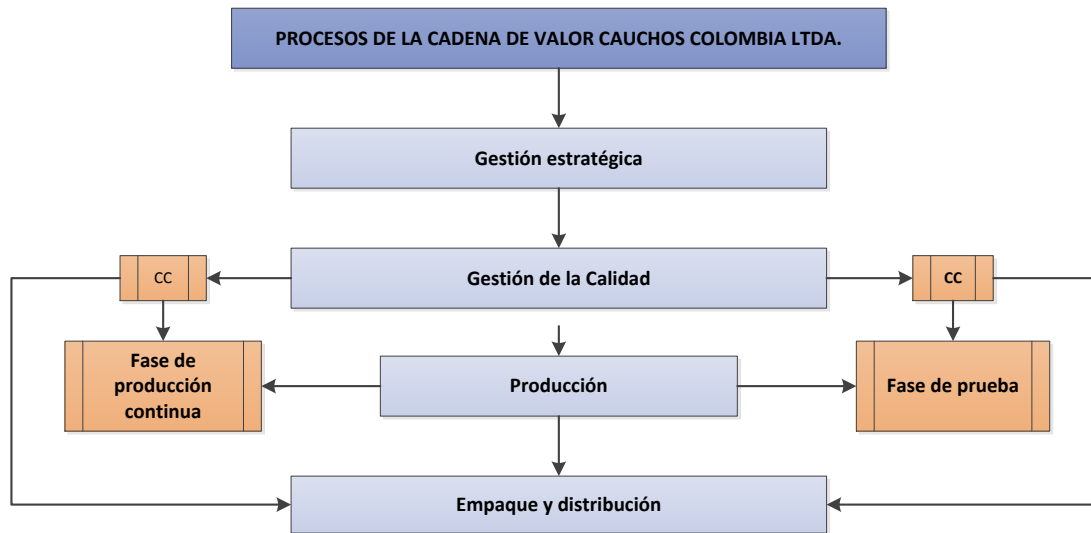 PROCESOS DE LA CADENA DE VALOR CAUCHOS COLOMBIA LTDA.
Gestión estratégica
CC
Gestión de la Calidad
CC
Fase de
producción
continua
Producción
Fase de prueba
Empaque y distribución